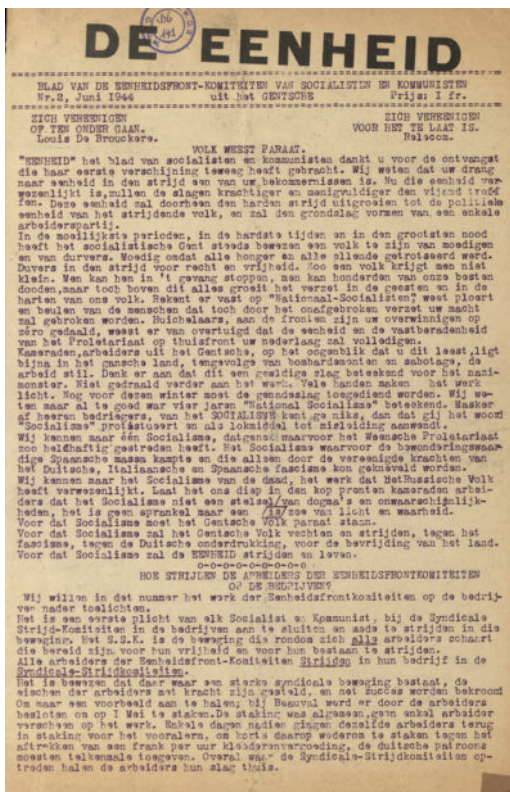 DE EENHEID
BLAD VAN DE EENHEIDSFRONT-KOMITEITEN VAN SOCIALISTEN EN KOMMUNISTEN
Nr.2, Juni 1944 uit het GENTSCHE Prijs: I fr.
ZICH VEREENIGEN
OF TEN ONDER GAAN.
Louis De Brouckere.
ZICH VEREENIGEN
VOOR HET TE LAAT IS.
Belecom.
VOLK WEEST PARAAT.
"EENHEID" het blad van socialisten en kommunisten dankt u voor de ontvangst
die haar eerste verschijning teweeg heeft gebracht. Wij weten dat uw drang
naar eenheid in den strijd een van uw bekommernissen is. Nu die eenheid ver
wezenlijkt is, zullen de slagen krachtiger en menigvuldiger den vijand tref
fen. Deze eenheid zal doorheen den harden strijd uitgroeien tot de politieke
eenheid van het strijdende volk, en zal den grondslag vormen van een enkele
arbeiderspartij.
In de moeilijkste perioden, in de hardste tijden en in den grootsten nood
heeft het socialistische Gent steeds bewezen een volk te zijn van moedigen
en van durvers. Moedig omdat alle honger en alle ellende getrotseerd werd.
Duvers in den strijd voor recht en vrijheid. Zoo een volk krijgt men niet
klein. Men kan hen in 't gevang stoppen, men kan honderden van onze besten
dooden, maar toch boven dit alles groeit het verzet in de geesten en in de
harten van ons volk. Rekent er vast op "Nationaal-Socialisten" west ploert
en beulen van de menschen dat toch door het onafgebroken verzet uw macht
zal gebroken worden. Huichelaars, aan de fronten zijn uw overwinningen op
zéro gedaald, weest er van overtuigd dat de eenheid en de vastberadenheid
van het Proletariaat op thuisfront uw nederlaag zal volledigen.
Kameraden, arbeiders uit het Gentsche, op het oogenblik dat u dit leest, ligt
bijna in het gansche land, tengevolge van bombardementen en sabotage, de
arbeid stil. Denk er aan dat dit een geweldige slag beteekend voor het nazi-
monster. Niet gedraald verder aan het werk. Vele handen maken het werk
licht. Nog voor dezen winter moet de genadeslag toegediend worden. Wij we-
ten maar al te goed wat vier jaren "National Socialisme" beteekend. Masker
af heeren bedriegers, van het SOCIALISME kent ge niks, dan dat gij het woord
"Socialisme" prostitueert en als lokmiddel tot misleiding aanwendt.
Wij kennen maar één Socialisme, datgene waarvoor het Weensche Proletariaat
zoo heldhaftig gestreden heeft. Het Socialisme waarvoor de bewonderingswaar-
dige Spaansche massa kampte en die alleen door de vereenigde krachten van
het Duitsche, Italiaansche en Spaansche fascisme kon gekneveld worden.
Wij kennen maar het Socialisme van de daad, het werk dat HetRussische Volk
heeft verwezenlijkt. Laat het ons diep in den kop prenten kameraden arbei-
ders dat het Socialisme niet een stelsel van dogma's en onwaarschijnlijk-
heden, het is geen sprankel maar een is zee van licht en waarheid.
Voor dat Socialisme moet het Gentsche Volk paraat staan.
Voor dat Socialisme zal het Gentsche Volk vechten en strijden, tegen het
fascisme, tegen de Duitsche onderdrukking, voor de bevrijding van het land.
Voor dat Socialisme zal de EENHEID strijden en leven.
o-o-o-o-o-o-o-o-o-o
HOE STRIJDEN DE ARBEIDERS DER EENHEIDSFRONTKOMITEITEN
OP DE BEDRIJVEN?
Wij willen in dit nummer het werk der Eenheidsfrontkomiteiten op de bedrij-
ven nader toelichten.
Het is een eerste plicht van elk Socialist en Kommunist, bij de Syndicale
Strijd-Komiteiten in de bedrijven aan te sluiten en mede te strijden in die
beweging. Het S.S.K. is de beweging die rondom zich alle arbeiders schaart
die bereid zijn voor hun vrijheid en voor hun bestaan te strijden.
Alle arbeiders der Eenheidsfront-Komiteiten Strijden in hun bedrijf in de
Syndicale-Strijdkomiteiten.
Het is bewezen dat daar waar een sterke syndicale beweging bestaat, de
eischen der arbeiders met kracht zijn gesteld, en met succes worden bekroond
Om maar een voorbeeld aan te halen; bij Beauval werd er door de arbeiders
besloten om op I Mei te staken. De staking was algemeen, geen enkel arbeider
verscheen op het werk. Enkele dagen nadien gingen dezelfde arbeiders terug
in staking voor het vooralarm, om korts daarop wederom te staken tegen het
aftrekken van een frank per uur kleederenvergoeding, de duitsche patroons
moesten telkenmale toegeven. Overal waar de Syndicale-Strijdkomiteiten op-
treden halen de arbeiders hun slag thuis.